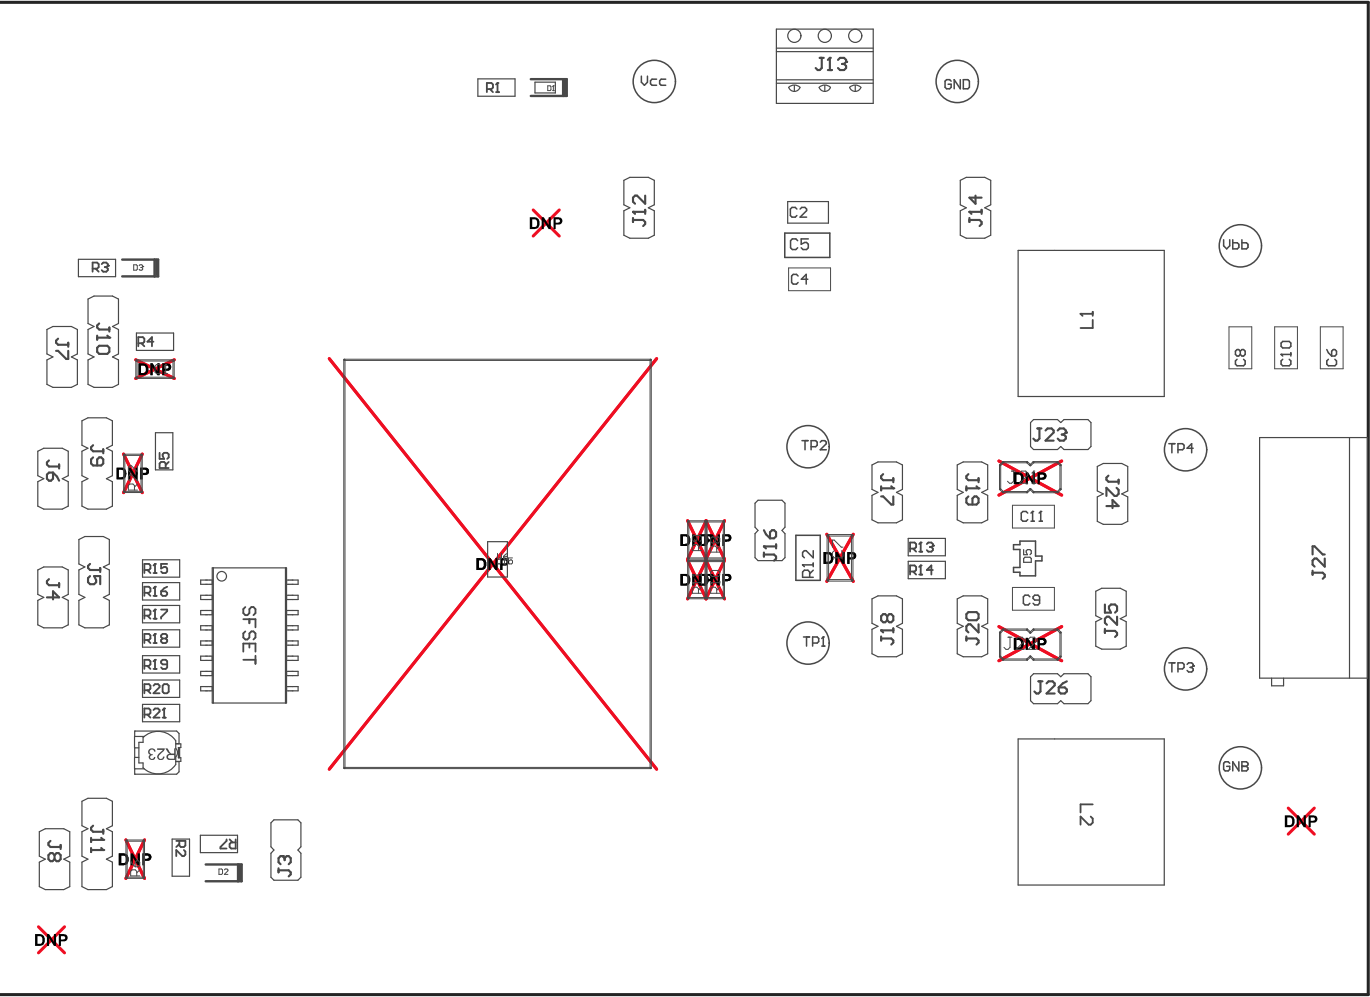 J13
R1
D1
Vcc
GND
J12
J14
DNP
C2
C5
C4
Vbb
R3
D3
J10
J7
R4
DNP
L1
C8
C10
C6
J9
J6
DNP
R5
TP2
J23
TP4
J17
J19
DNP
J24
C11
DNP
DNP
DNP
J16
R12
DNP
R13
R14
D5
J27
DNP
DNP
J5
J4
R15
R16
R17
R18
R19
R20
R21
SFSET
C9
J18
J20
J25
TP1
DNP
TP3
J26
R23
GNB
L2
DNP
J11
J8
DNP
R2
R7
D2
J3
DNP